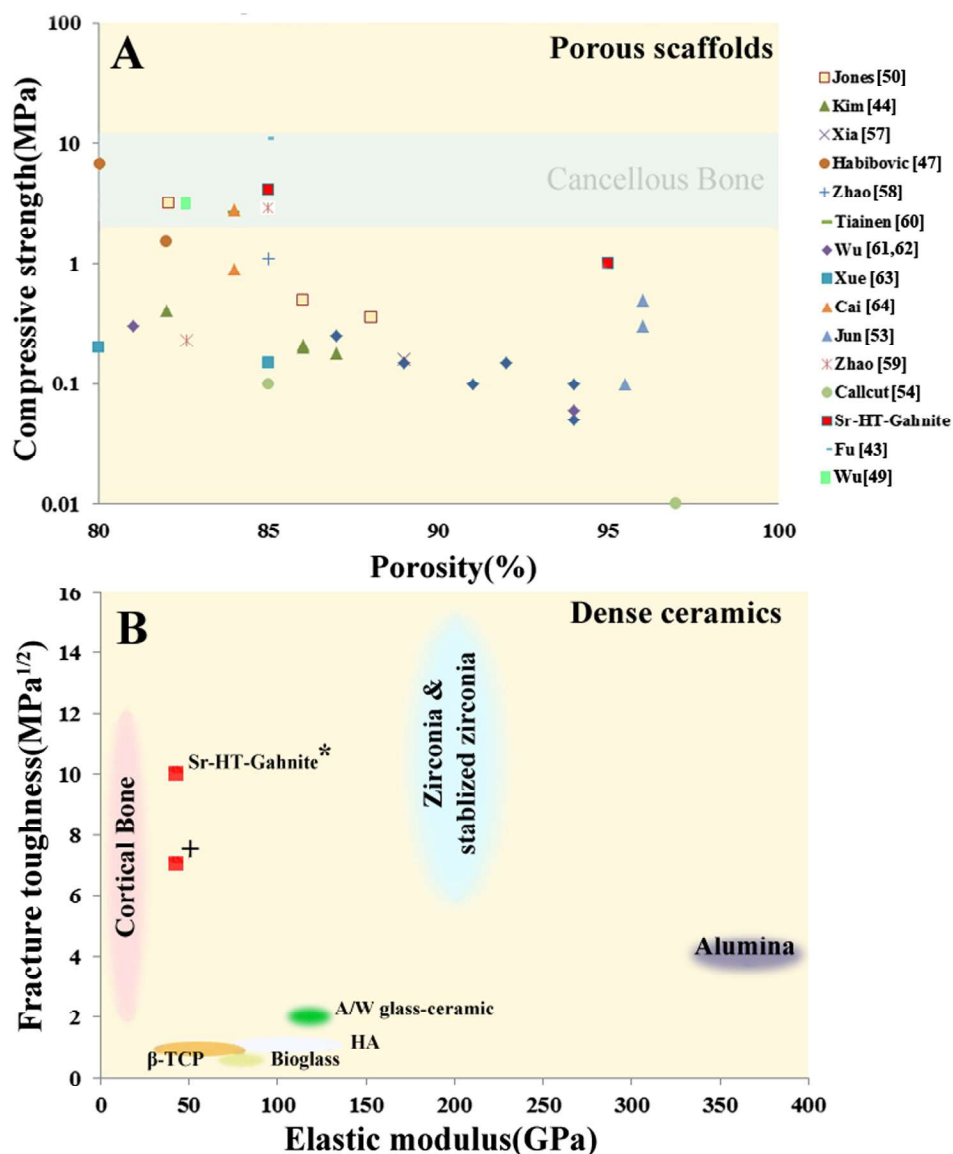 100
A
Porous scaffolds
10
Cancellous Bone
1
0.1
0.01
Compressive strength(MPa)
80
85
90
95
100
Porosity(%)
Jones [50]
Kim [44]
Xia [57]
Habibovic [47]
Zhao [58]
Tiainen [60]
Wu [61,62]
Xue [63]
Cai [64]
Jun [53]
Zhao [59]
Callcut [54]
Sr-HT-Gahnite
Fu [43]
Wu[49]
16
B
Dense ceramics
14
12
10
8
6
4
2
0
Fracture toughness(MPa1/2)
Cortical Bone
Sr-HT-Gahnite*
+
Zirconia &
stablized zirconia
Alumina
A/W glass-ceramic
HA
β-TCP
Bioglass
0
50
100
150
200
250
300
350
400
Elastic modulus(GPa)